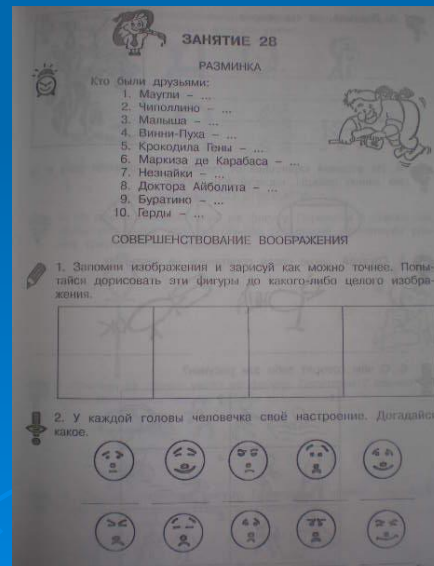 ЗАНЯТИЕ 28
РАЗМИНКА
Кто были друзьями:
1. Маугли – ...
2. Чиполлино – ...
3. Малыша – ...
4. Винни-Пуха – ...
5. Крокодила Гены – ...
6. Маркиза де Карабаса – ...
7. Незнайки – ...
8. Доктора Айболита – ...
9. Буратино – ...
10. Герды – ...
СОВЕРШЕНСТВОВАНИЕ ВООБРАЖЕНИЯ
1. Запомни изображения и зарисуй как можно точнее. Попы-
тайся дорисовать эти фигуры до какого-либо целого изобра-
жения.
2. У каждой головы человечка своё настроение. Догадайся
какое.